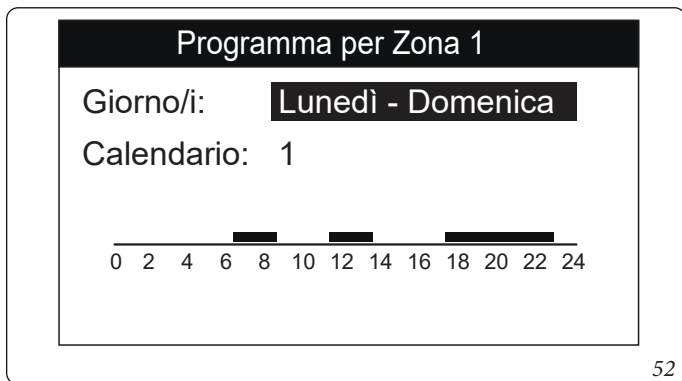 Programma per Zona 1
Giorno/i: Lunedì - Domenica
Calendario: 1
0 2 4 6 8 10 12 14 16 18 20 22 24
52